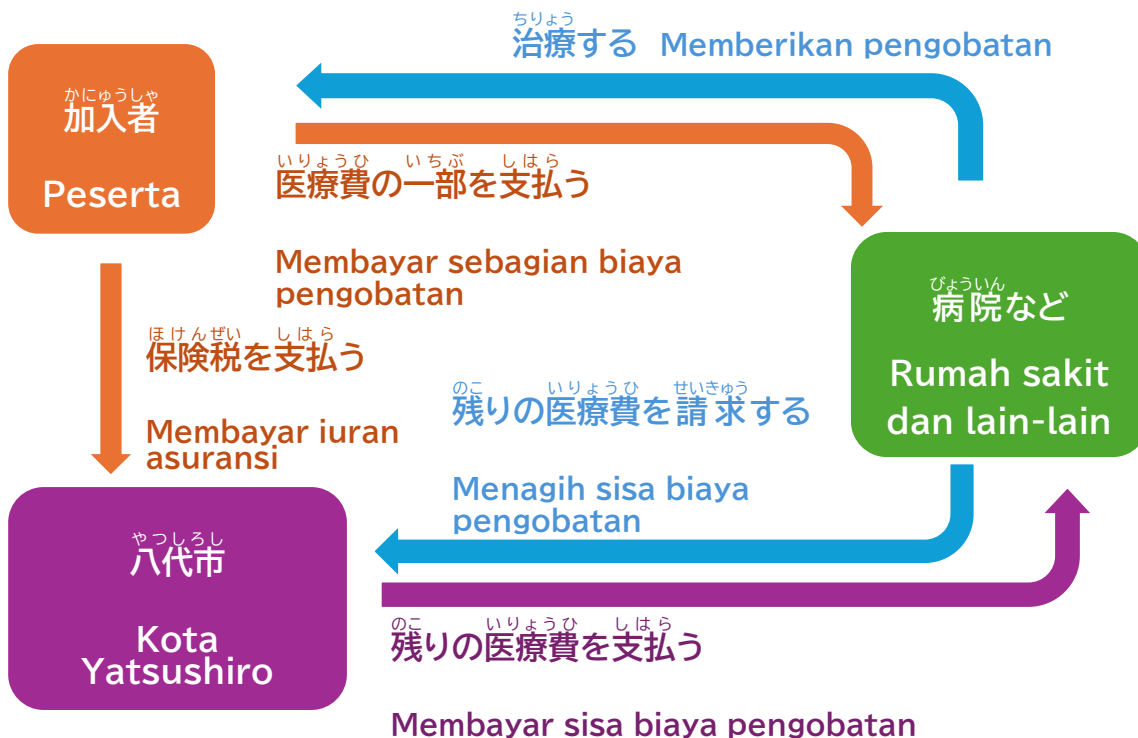 ちりょう
治療する Memberikan pengobatan
かにゅうしゃ
加入者
Peserta
いりょうひ いちぶ しはら
医療費の一部を支払う
Membayar sebagian biaya
pengobatan
びょういん
病院など
Rumah sakit
dan lain-lain
ほけんぜい しはら
保険税を支払う
Membayar iuran
asuransi
のこ いりょうひ せいきゅう
残りの医療費を請求する
Menagih sisa biaya
pengobatan
やつしろし
八代市
Kota
Yatsushiro
のこ いりょうひ しはら
残りの医療費を支払う
Membayar sisa biaya pengobatan